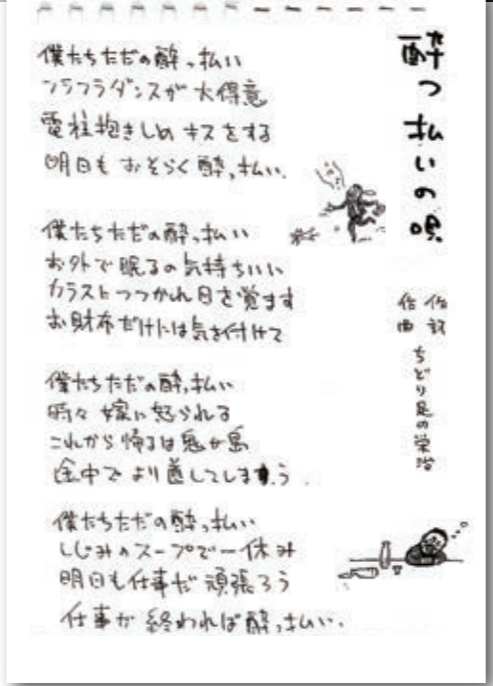 酔っ払いの唄
作詞
作曲 ちどり足の栄治
僕たちただの酔っ払い
フラフラダンスが大得意
電柱抱きしめキスをする
明日もおそらく酔っ払い
僕たちただの酔っ払い
お外で眠るの気持ちいい
カラスにつつかれ目を覚ます
お財布だけには気を付けて
僕たちただの酔っ払い
時々嫁に怒られる
これから帰るは鬼ヶ島
途中でより道してしまう
僕たちただの酔っ払い
しじみのスープで一休み
明日も仕事だ頑張ろう
仕事が終われば酔っ払い.